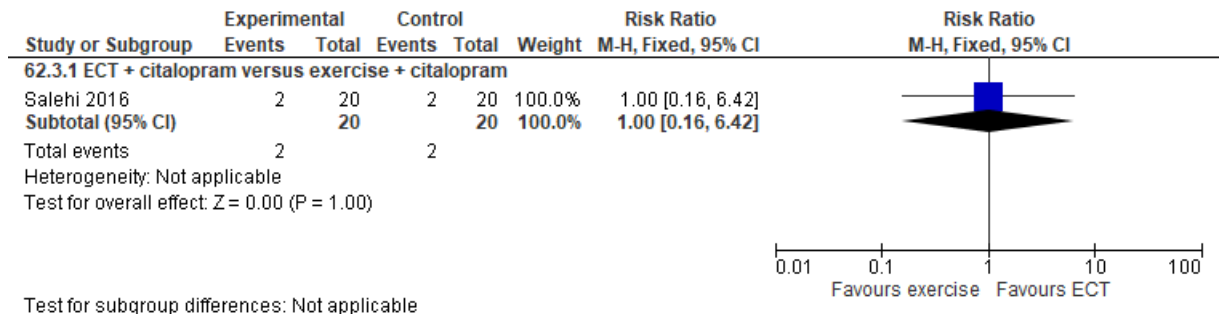 Experimental Control Risk Ratio Risk Ratio
Study or Subgroup Events Total Events Total Weight M-H, Fixed, 95% CI M-H, Fixed, 95% CI
62.3.1 ECT + citalopram versus exercise + citalopram
Salehi 2016 2 20 2 20 100.0% 1.00 [0.16, 6.42]
Subtotal (95% CI) 20 20 100.0% 1.00 [0.16, 6.42]
Total events 2 2
Heterogeneity: Not applicable
Test for overall effect: Z = 0.00 (P = 1.00)
0.01 0.1 1 10 100
Favours exercise Favours ECT
Test for subgroup differences: Not applicable